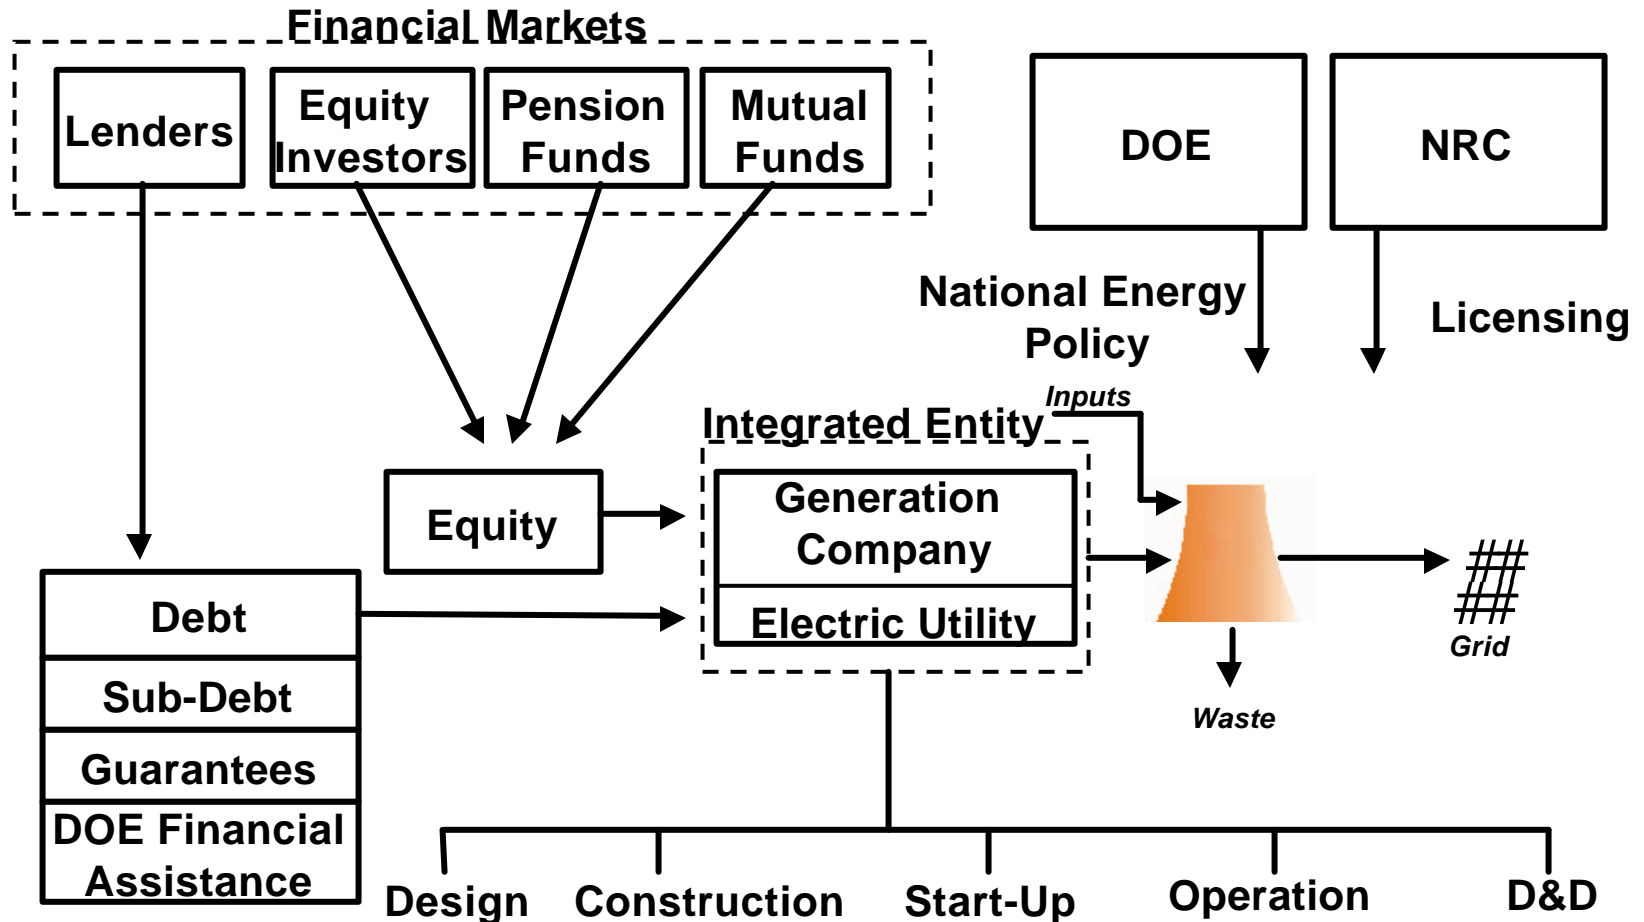 Financial Markets
Lenders
Equity
Investors
Pension
Funds
Mutual
Funds
DOE
NRC
National Energy
Policy
Licensing
Inputs
Integrated Entity
Equity
Generation
Company
Electric Utility
Grid
Waste
Debt
Sub-Debt
Guarantees
DOE Financial
Assistance
Design
Construction
Start-Up
Operation
D&D